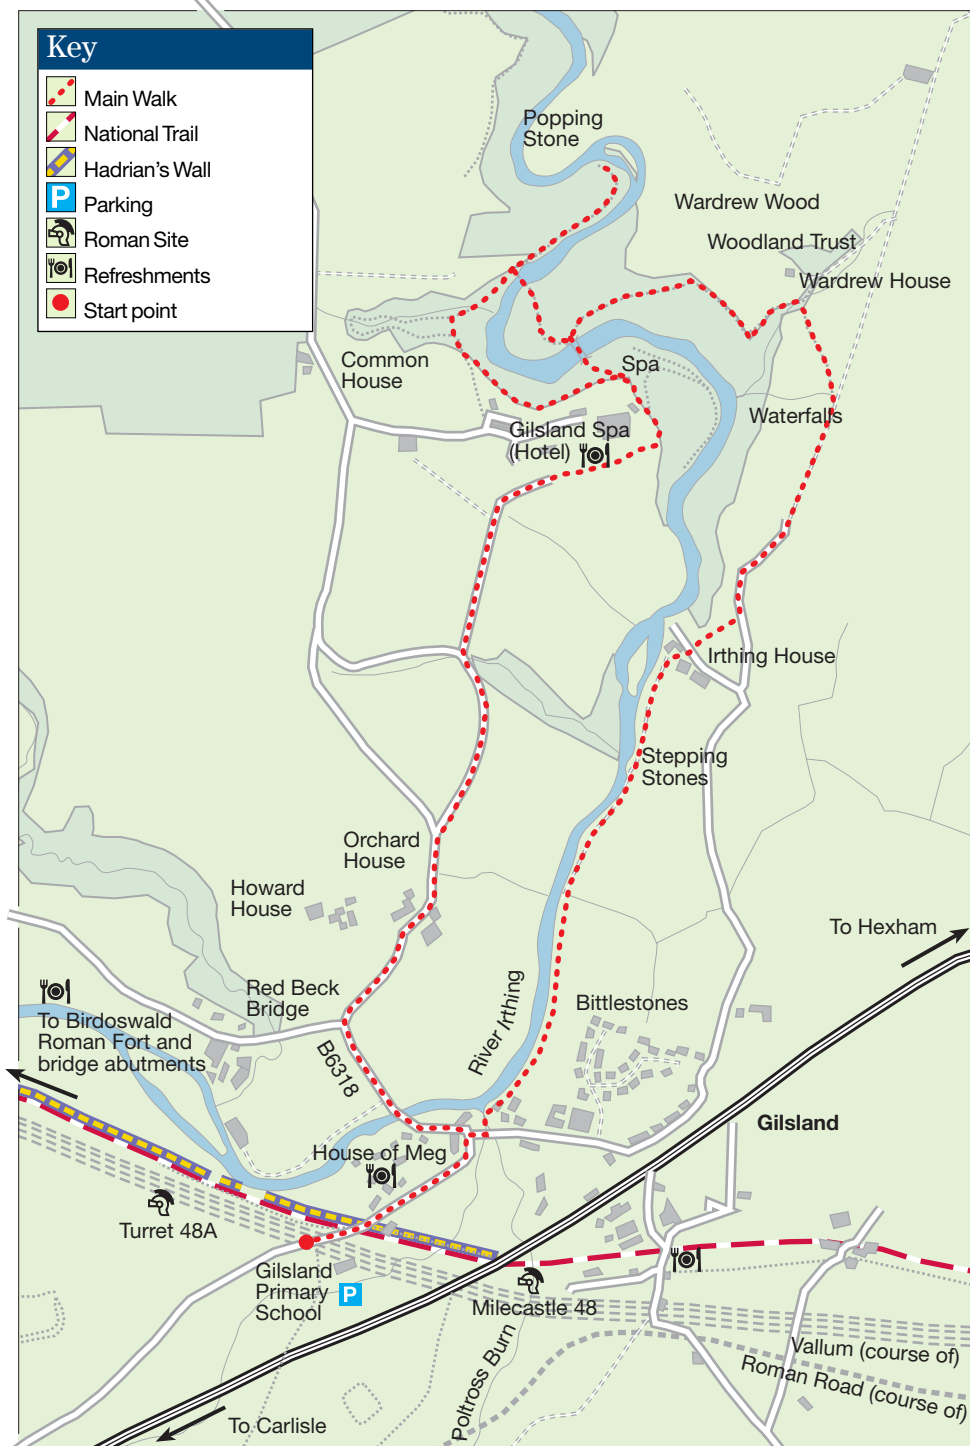 Key
Main Walk
National Trail
Hadrian's Wall
P
Parking
Roman Site
Refreshments
Start point
Popping
Stone
Wardrew Wood
Woodland Trust
Wardrew House
Common
House
Spa
Waterfalls
Gilsland Spa
(Hotel)
Irthing House
Stepping
Stones
Orchard
House
Howard
House
To Hexham
Red Beck
Bridge
River Irthing
Bittlestones
To Birdoswald
Roman Fort and
bridge abutments
B6318
Gilsland
House of Meg
Turret 48A
Gilsland
Primary
School
P
Milecastle 48
Poltross Burn
Vallum (course of)
Roman Road (course of)
To Carlisle